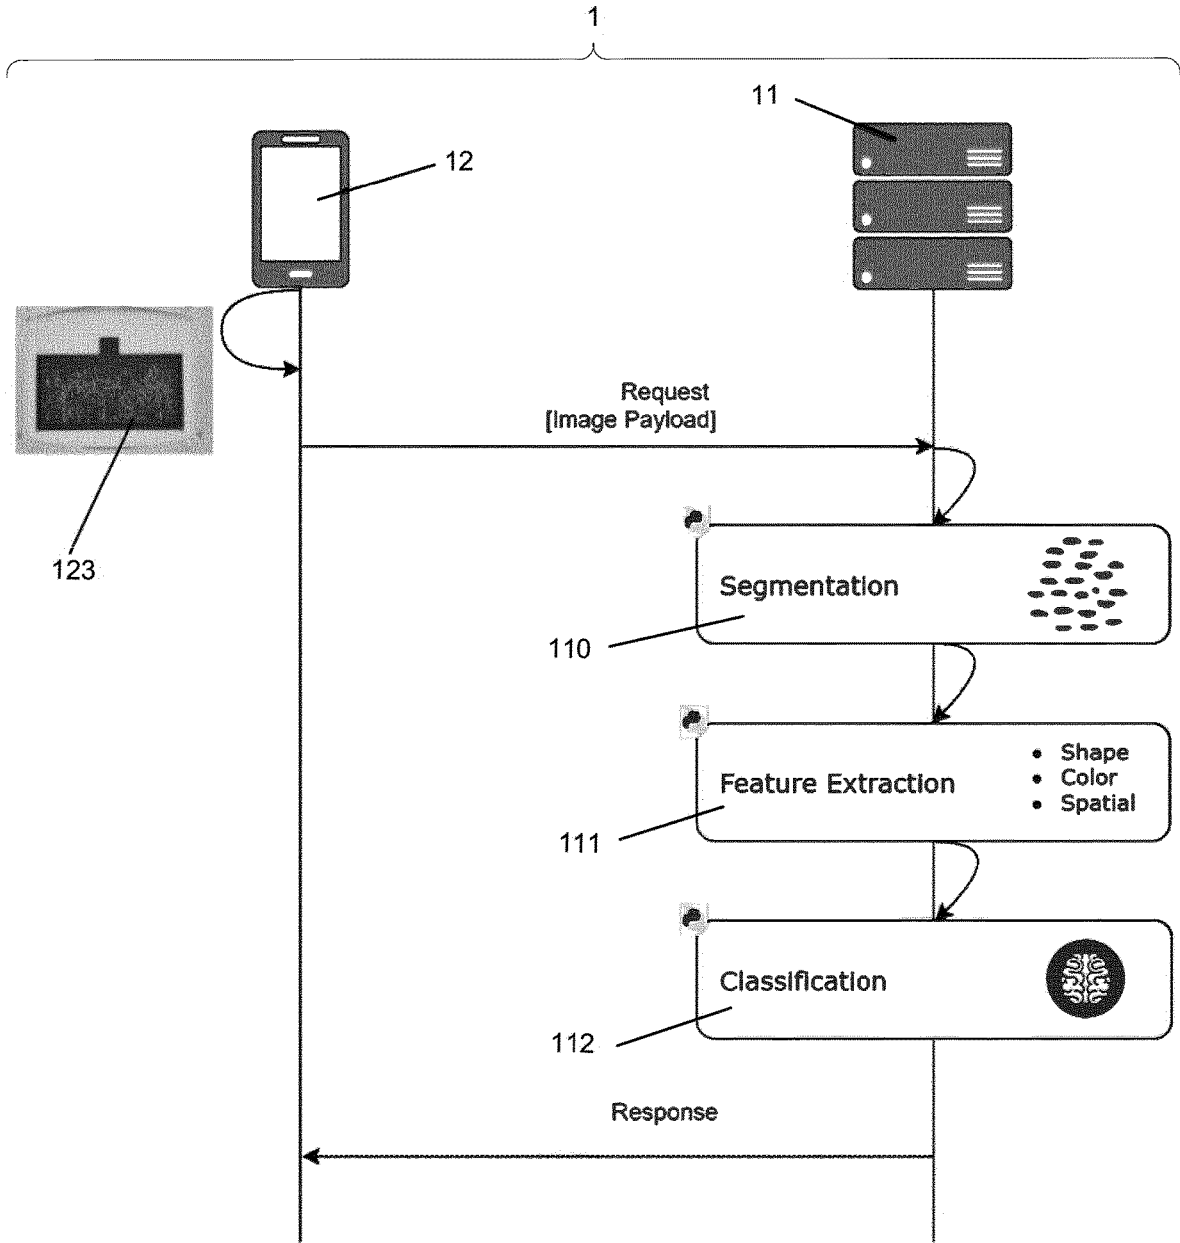 1
11
12
Request
[Image Payload]
123
Segmentation
110
Feature Extraction
• Shape
• Color
• Spatial
111
Classification
112
Response